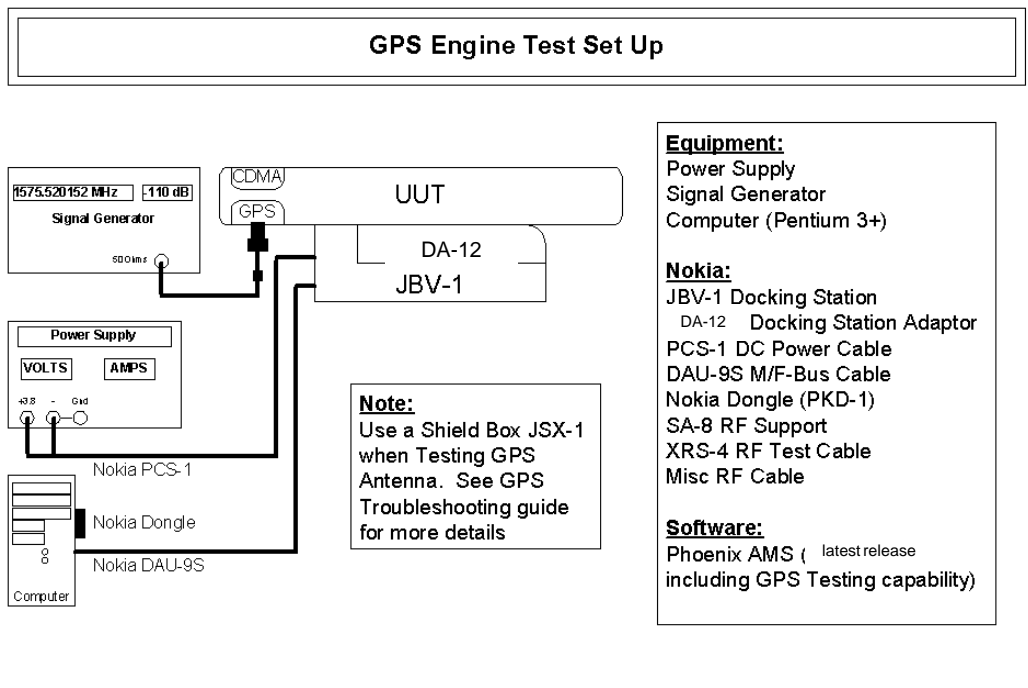 GPS Engine Test Set Up
1575.520152 MHz
-110 dB
Signal Generator
50 Ohms
CDMA
UUT
GPS
DA-12
JBV-1
Power Supply
VOLTS
AMPS
+3.8
-
Gnd
Nokia PCS-1
Nokia Dongle
Nokia DAU-9S
Computer
Note:
Use a Shield Box JSX-1
when Testing GPS
Antenna. See GPS
Troubleshooting guide
for more details
Equipment:
Power Supply
Signal Generator
Computer (Pentium 3+)
Nokia:
JBV-1 Docking Station
DA-12 Docking Station Adaptor
PCS-1 DC Power Cable
DAU-9S M/F-Bus Cable
Nokia Dongle (PKD-1)
SA-8 RF Support
XRS-4 RF Test Cable
Misc RF Cable
Software:
Phoenix AMS ( latest release
including GPS Testing capability)